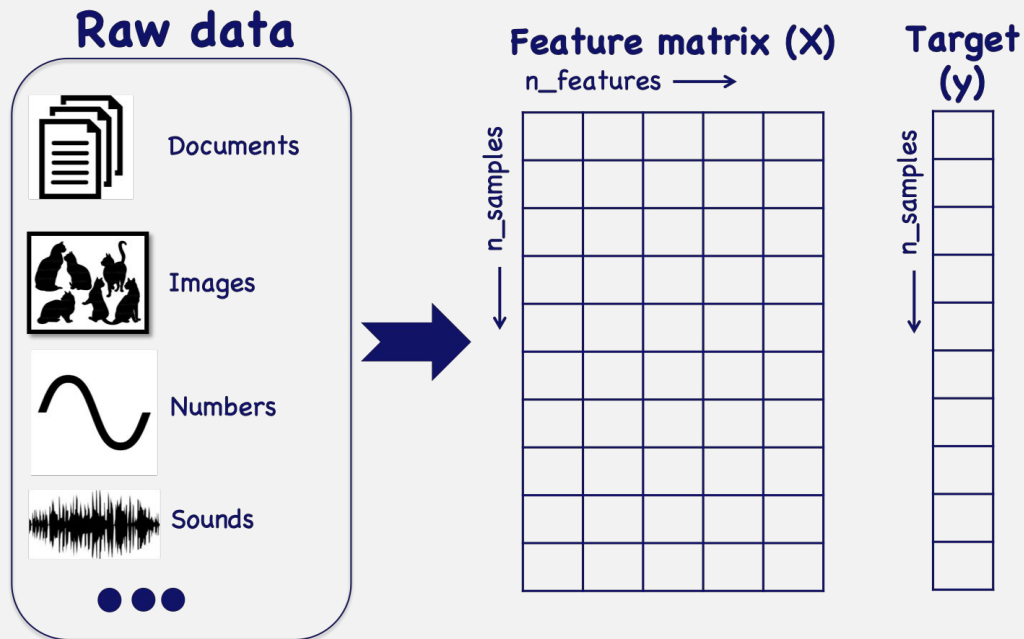 Raw data
Documents
Images
Numbers
Sounds
Feature matrix (X)
n_features
n_samples
Target
(y)
n_samples